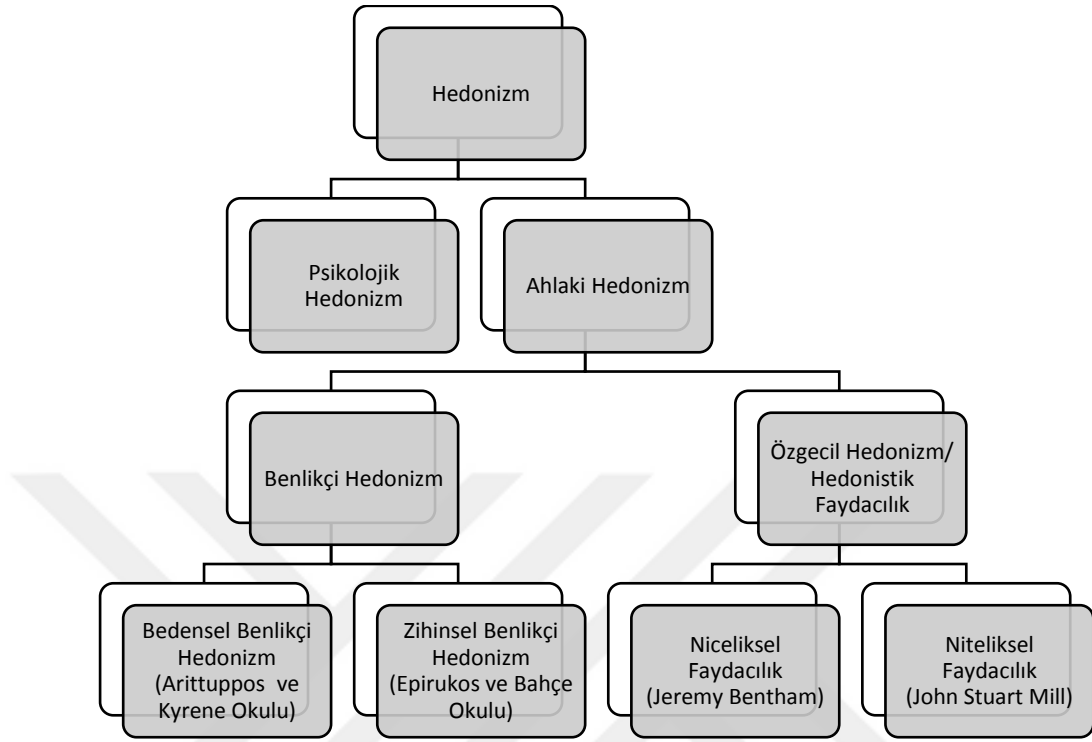 Hedonizm
Psikolojik
Hedonizm
Ahlaki Hedonizm
Benlikçi Hedonizm
Özgecil Hedonizm/
Hedonistik
Faydacılık
Bedensel Benlikçi
Hedonizm
(Arittuppos ve
Kyrene Okulu)
Zihinsel Benlikçi
Hedonizm
(Epirukos ve Bahçe
Okulu)
Niceliksel
Faydacılık
(Jeremy Bentham)
Niteliksel
Faydacılık
(John Stuart Mill)